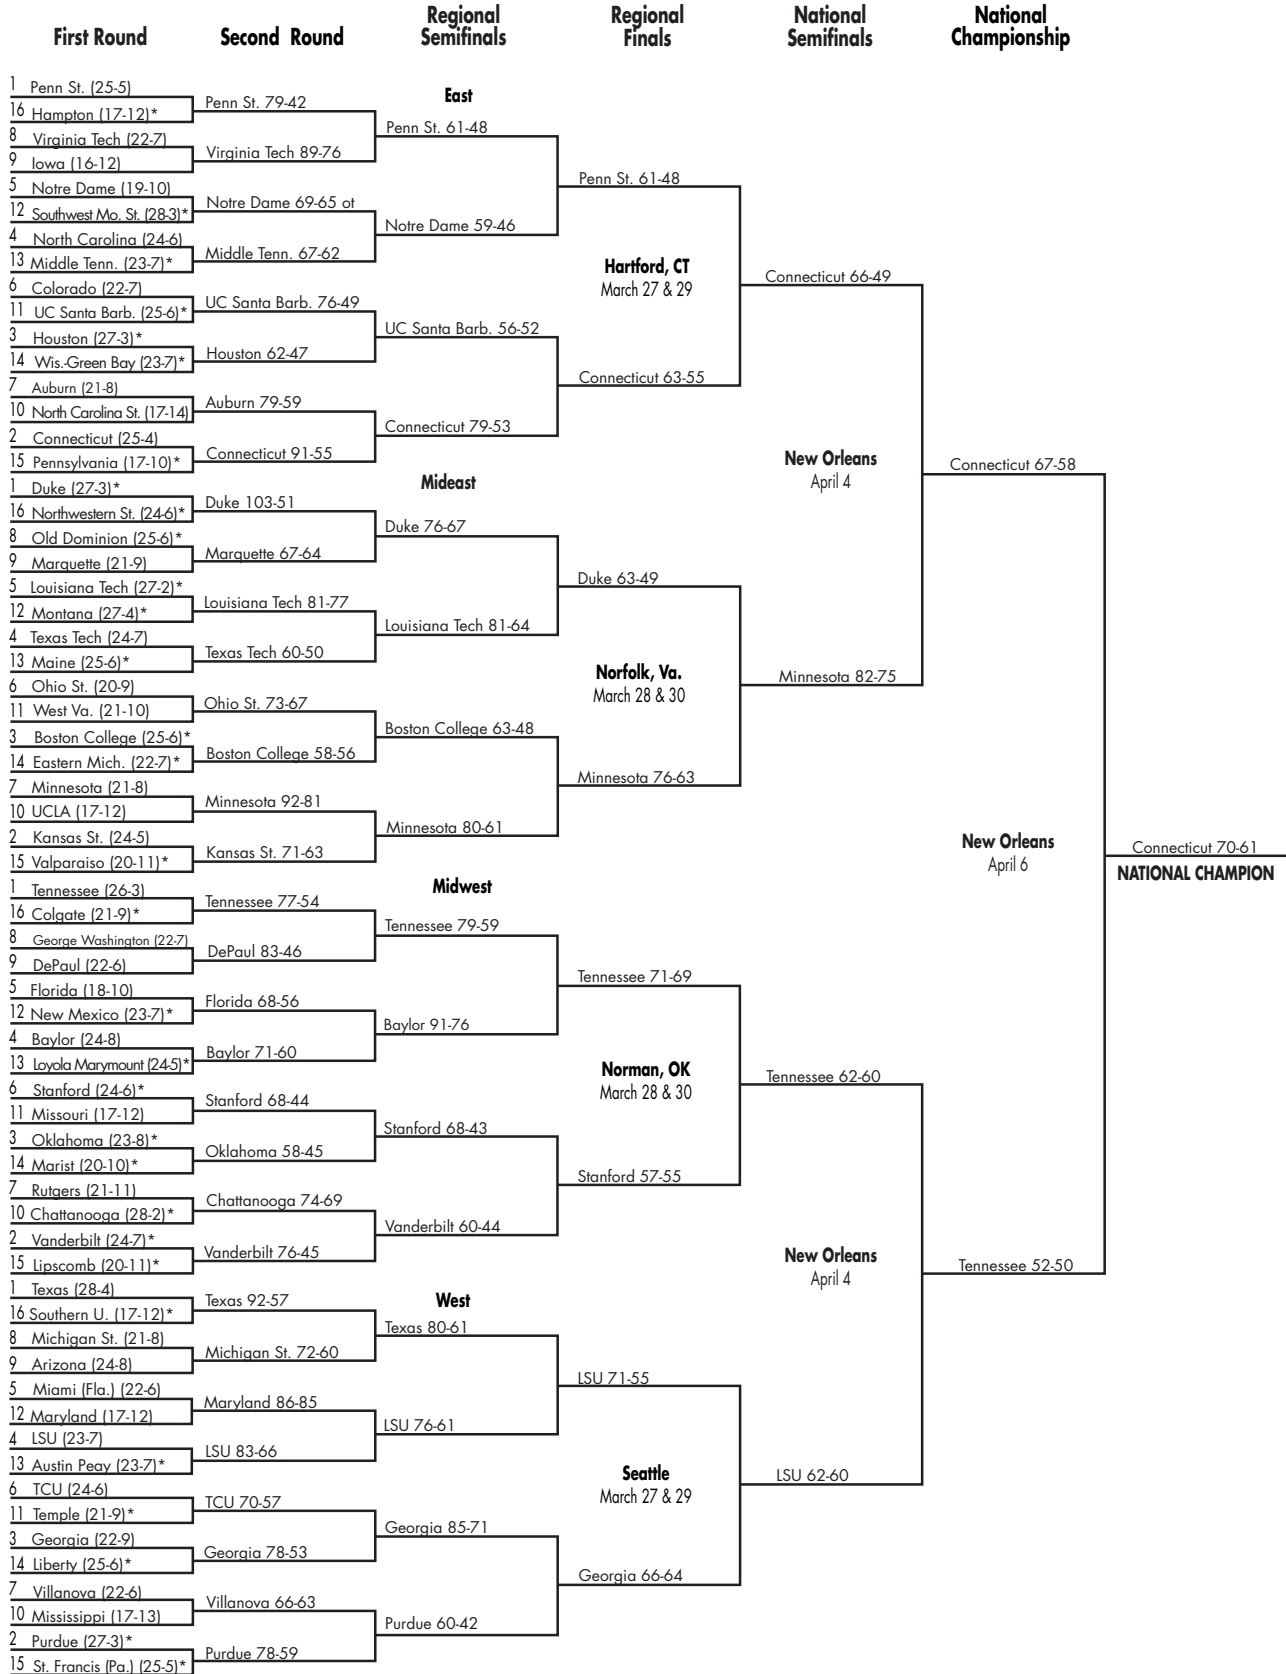 First Round
Second Round
Regional
Semifinals
Regional
Finals
National
Semifinals
National
Championship
East
1 Penn St. (25-5)
16 Hampton (17-12)*
8 Virginia Tech (22-7)
9 Iowa (16-12)
5 Notre Dame (19-10)
12 Southwest Mo. St. (28-3)*
4 North Carolina (24-6)
13 Middle Tenn. (23-7)*
6 Colorado (22-7)
11 UC Santa Barb. (25-6)*
3 Houston (27-3)*
14 Wis.-Green Bay (23-7)*
7 Auburn (21-8)
10 North Carolina St. (17-14)
2 Connecticut (25-4)
15 Pennsylvania (17-10)*
Penn St. 79-42
Virginia Tech 89-76
Notre Dame 69-65 ot
Middle Tenn. 67-62
UC Santa Barb. 76-49
Houston 62-47
Auburn 79-59
Connecticut 91-55
Penn St. 61-48
Notre Dame 59-46
UC Santa Barb. 56-52
Connecticut 79-53
Penn St. 61-48
Hartford, CT
March 27 & 29
Connecticut 63-55
Connecticut 66-49
Mideast
1 Duke (27-3)*
16 Northwestern St. (24-6)*
8 Old Dominion (25-6)*
9 Marquette (21-9)
5 Louisiana Tech (27-2)*
12 Montana (27-4)*
4 Texas Tech (24-7)
13 Maine (25-6)*
6 Ohio St. (20-9)
11 West Va. (21-10)
3 Boston College (25-6)*
14 Eastern Mich. (22-7)*
7 Minnesota (21-8)
10 UCLA (17-12)
2 Kansas St. (24-5)
15 Valparaiso (20-11)*
Duke 103-51
Marquette 67-64
Louisiana Tech 81-77
Texas Tech 60-50
Ohio St. 73-67
Boston College 58-56
Minnesota 92-81
Kansas St. 71-63
Duke 76-67
Louisiana Tech 81-64
Boston College 63-48
Minnesota 80-61
Duke 63-49
Norfolk, Va.
March 28 & 30
Minnesota 76-63
Minnesota 82-75
New Orleans
April 4
Connecticut 67-58
Midwest
1 Tennessee (26-3)
16 Colgate (21-9)*
8 George Washington (22-7)
9 DePaul (22-6)
5 Florida (18-10)
12 New Mexico (23-7)*
4 Baylor (24-8)
13 Loyola Marymount (24-5)*
6 Stanford (24-6)*
11 Missouri (17-12)
3 Oklahoma (23-8)*
14 Marist (20-10)*
7 Rutgers (21-11)
10 Chattanooga (28-2)*
2 Vanderbilt (24-7)*
15 Lipscomb (20-11)*
Tennessee 77-54
DePaul 83-46
Florida 68-56
Baylor 71-60
Stanford 68-44
Oklahoma 58-45
Chattanooga 74-69
Vanderbilt 76-45
Tennessee 79-59
Baylor 91-76
Stanford 68-43
Vanderbilt 60-44
Tennessee 71-69
Norman, OK
March 28 & 30
Stanford 57-55
Tennessee 62-60
West
1 Texas (28-4)
16 Southern U. (17-12)*
8 Michigan St. (21-8)
9 Arizona (24-8)
5 Miami (Fla.) (22-6)
12 Maryland (17-12)
4 LSU (23-7)
13 Austin Peay (23-7)*
6 TCU (24-6)
11 Temple (21-9)*
3 Georgia (22-9)
14 Liberty (25-6)*
7 Villanova (22-6)
10 Mississippi (17-13)
2 Purdue (27-3)*
15 St. Francis (Pa.) (25-5)*
Texas 92-57
Michigan St. 72-60
Maryland 86-85
LSU 83-66
TCU 70-57
Georgia 78-53
Villanova 66-63
Purdue 78-59
Texas 80-61
LSU 76-61
Georgia 85-71
Purdue 60-42
LSU 71-55
Seattle
March 27 & 29
Georgia 66-64
LSU 62-60
New Orleans
April 4
Tennessee 52-50
New Orleans
April 6
Connecticut 70-61
NATIONAL CHAMPION